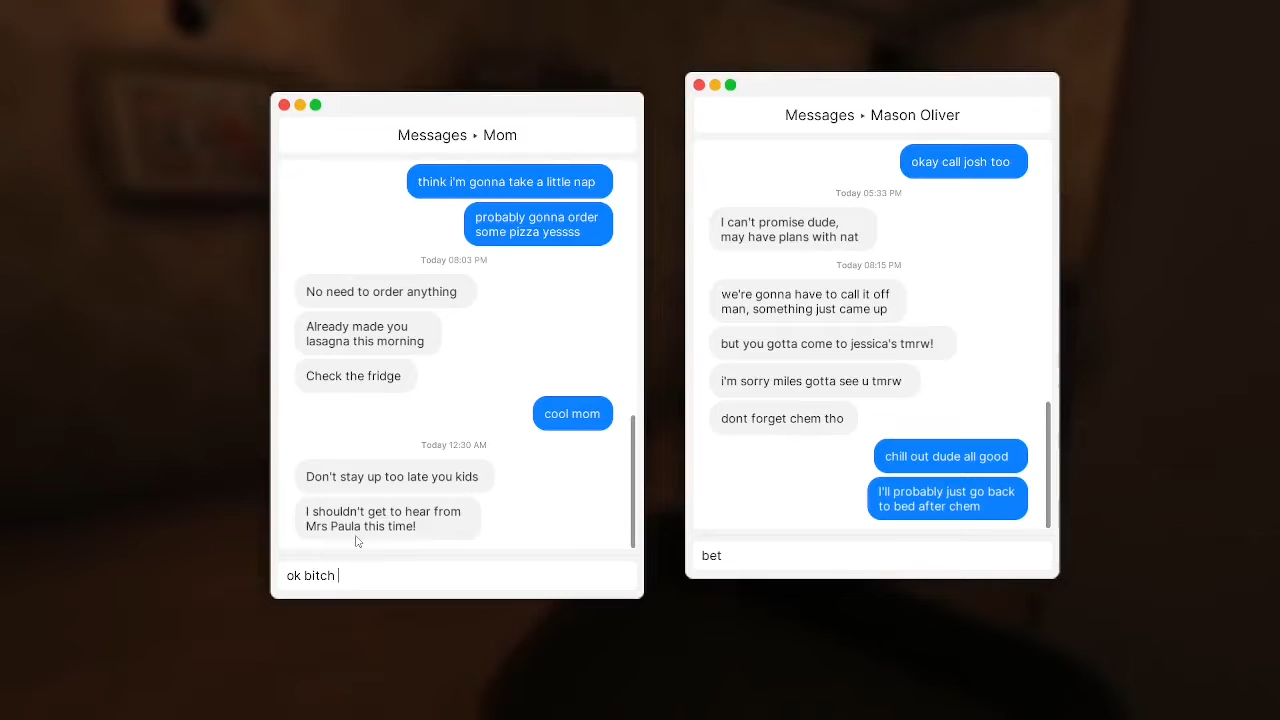 Messages ‣ Mom
think i'm gonna take a little nap
probably gonna order
some pizza yessss
Today 08:03 PM
No need to order anything
Already made you
lasagna this morning
Check the fridge
cool mom
Today 12:30 AM
Don't stay up too late you kids
I shouldn't get to hear from
Mrs Paula this time!
ok bitch
Messages ‣ Mason Oliver
okay call josh too
Today 05:33 PM
I can't promise dude,
may have plans with nat
Today 08:15 PM
we're gonna have to call it off
man, something just came up
but you gotta come to jessica's tmrw!
i'm sorry miles gotta see u tmrw
dont forget chem tho
chill out dude all good
I'll probably just go back
to bed after chem
bet